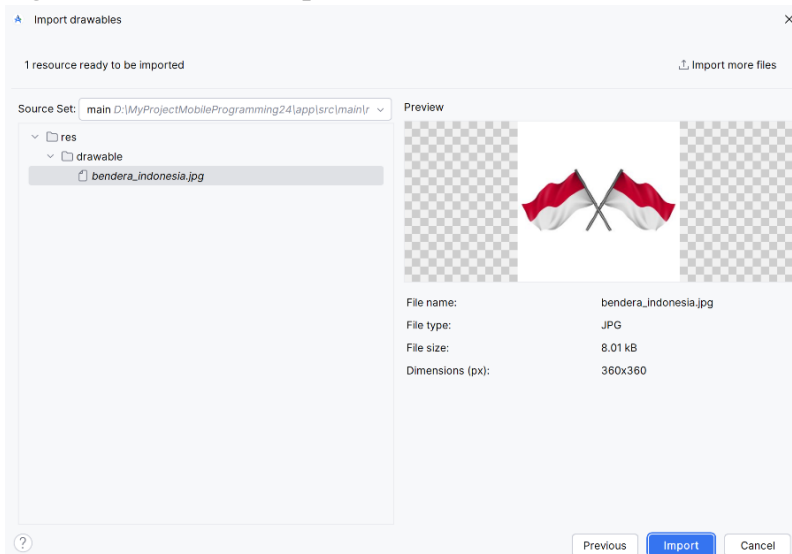 Import drawables
1 resource ready to be imported
Import more files
Source Set: main D:\MyProjectMobileProgramming24\app\src\main\r
res
drawable
bendera_indonesia.jpg
Preview
File name: bendera_indonesia.jpg
File type: JPG
File size: 8.01 kB
Dimensions (px): 360x360
?
Previous Import Cancel